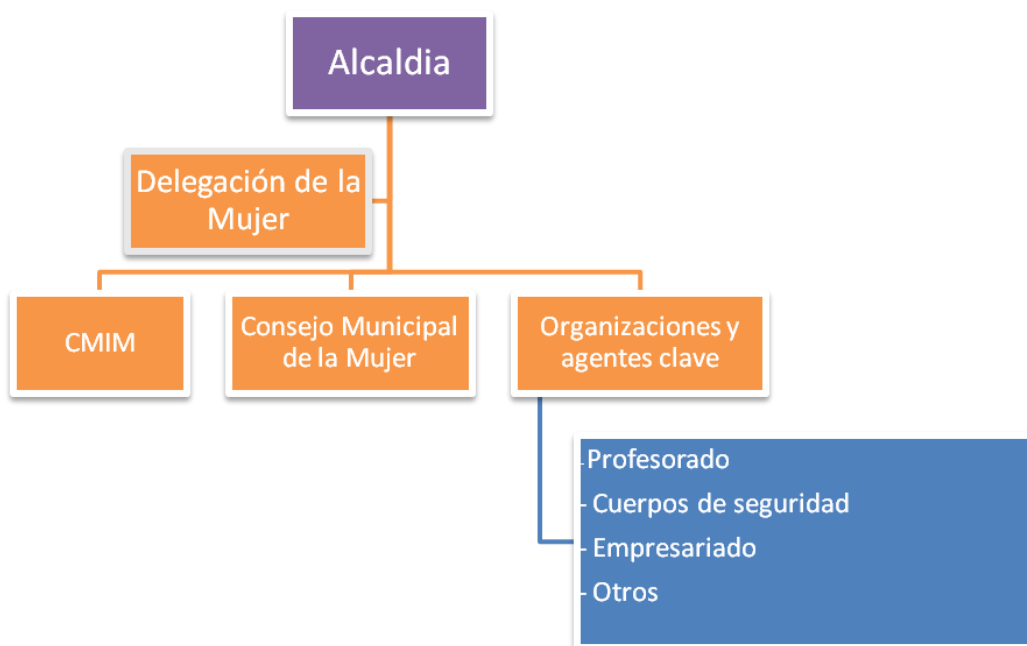 Alcaldia
Delegación de la
Mujer
CMIM
Consejo Municipal
de la Mujer
Organizaciones y
agentes clave
-Profesorado
- Cuerpos de seguridad
- Empresariado
- Otros